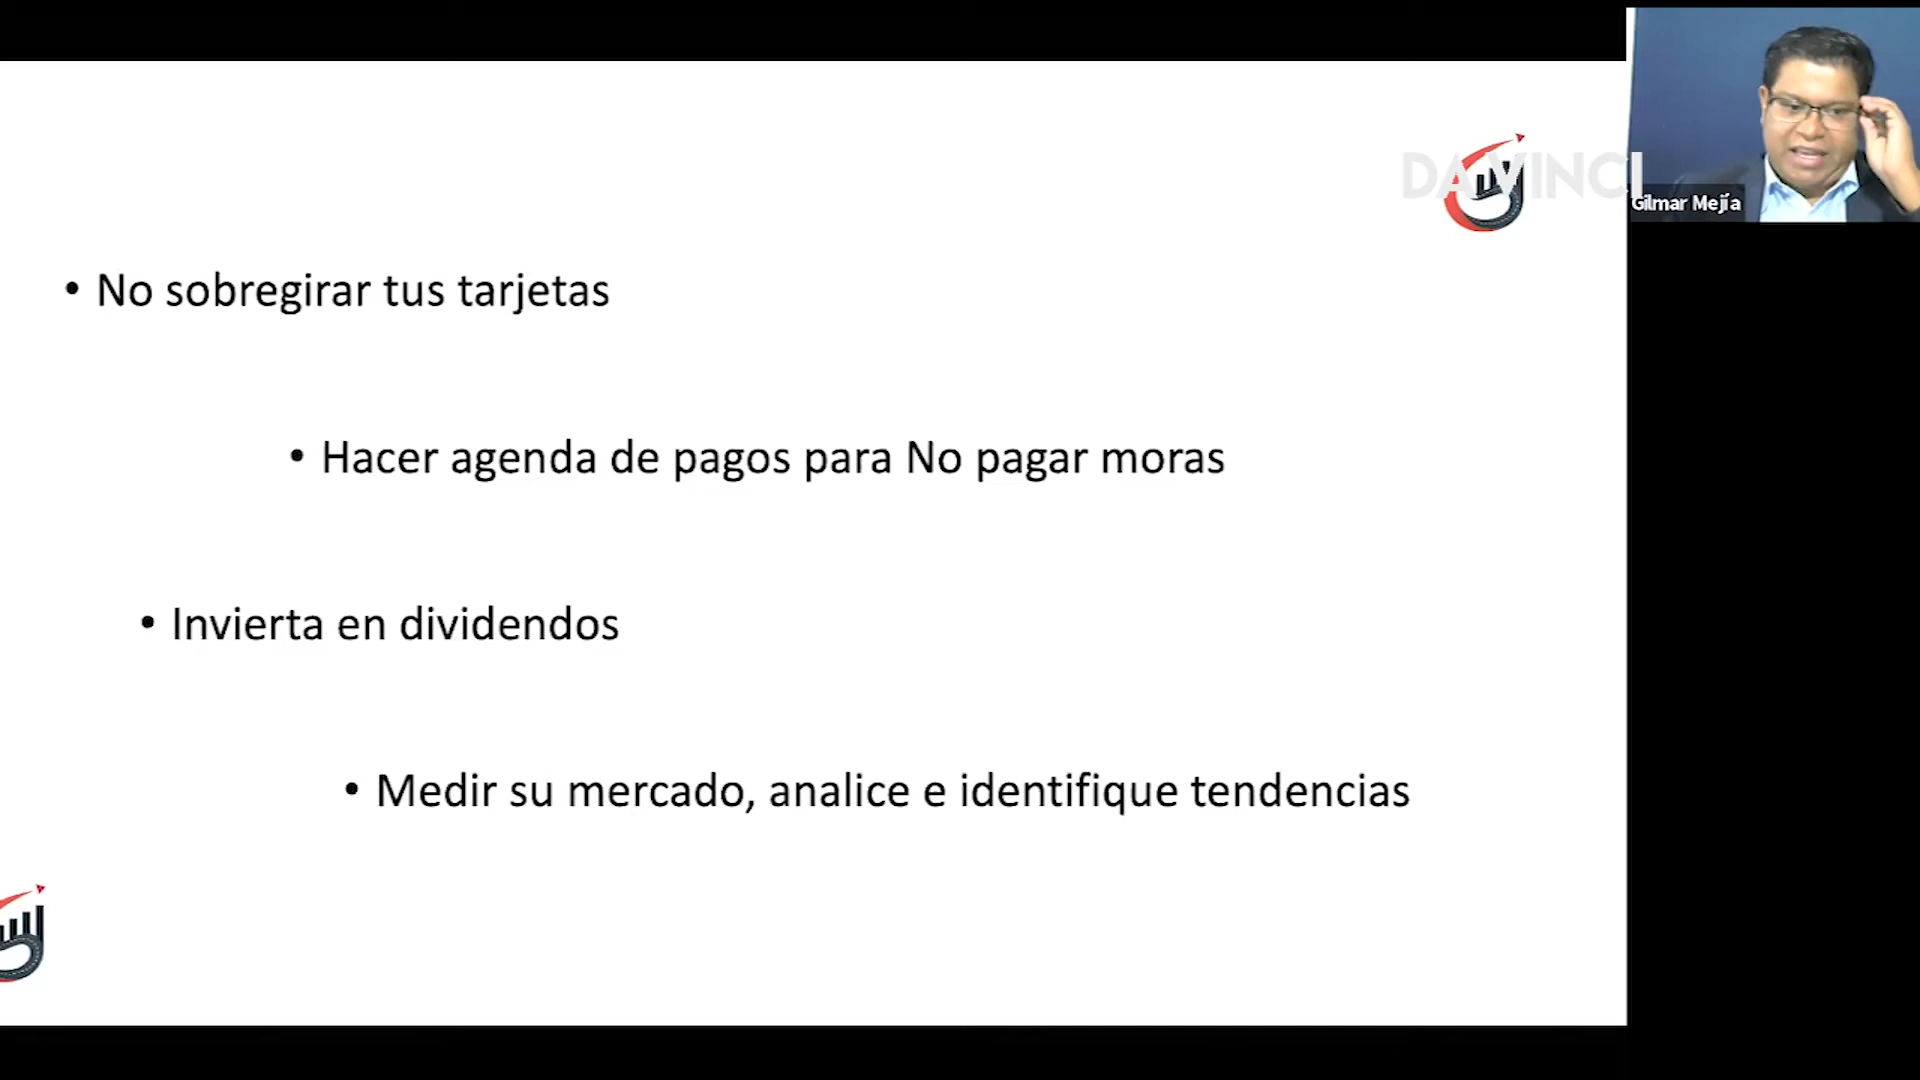 DAVINCI
Gilmar Mejía
• No sobregirar tus tarjetas
• Hacer agenda de pagos para No pagar moras
• Invierta en dividendos
• Medir su mercado, analice e identifique tendencias